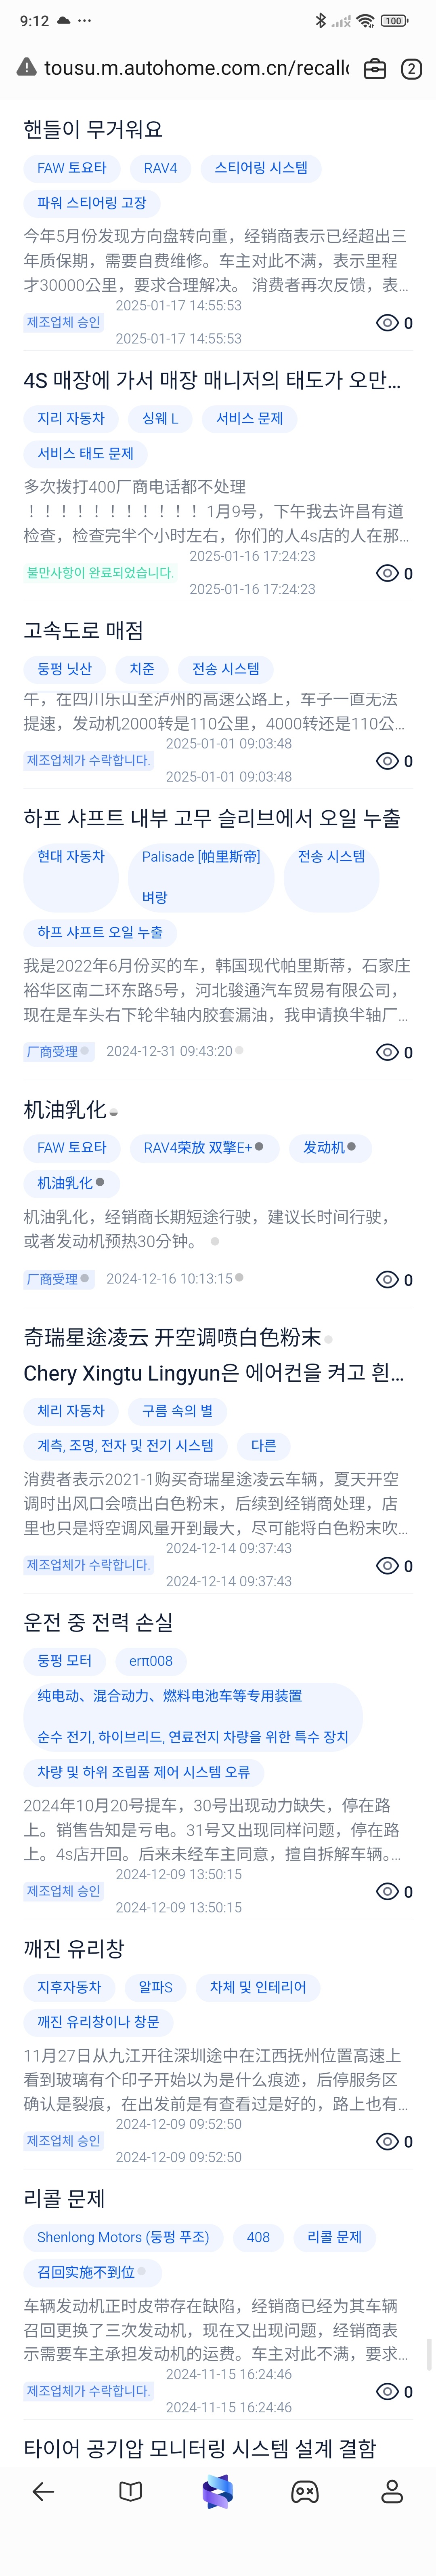 9:12
100
tousu.m.autohome.com.cn/recallc
2
핸들이 무거워요
FAW 토요타 RAV4 스티어링 시스템
파워 스티어링 고장
今年5月份发现方向盘转向重，经销商表示已经超出三
年质保期，需要自费维修。车主对此不满，表示里程
才30000公里，要求合理解决。 消费者再次反馈，表...
2025-01-17 14:55:53
제조업체 승인 0
2025-01-17 14:55:53
4S 매장에 가서 매장 매니저의 태도가 오만...
지리 자동차 싱웨 L 서비스 문제
서비스 태도 문제
多次拨打400厂商电话都不处理
！！！！！！！！！！！1月9号，下午我去许昌有道
检查，检查完半个小时左右，你们的人4s店的人在那...
2025-01-16 17:24:23
불만사항이 완료되었습니다. 0
2025-01-16 17:24:23
고속도로 매점
둥펑 닛산 치준 전송 시스템
午，在四川乐山至泸州的高速公路上，车子一直无法
提速，发动机2000转是110公里，4000转还是110公...
2025-01-01 09:03:48
제조업체가 수락합니다. 0
2025-01-01 09:03:48
하프 샤프트 내부 고무 슬리브에서 오일 누출
현대 자동차 Palisade [帕里斯帝] 전송 시스템
벼랑
하프 샤프트 오일 누출
我是2022年6月份买的车，韩国现代帕里斯蒂，石家庄
裕华区南二环东路5号，河北骏通汽车贸易有限公司，
现在是车头右下轮半轴内胶套漏油，我申请换半轴厂...
厂商受理 2024-12-31 09:43:20 0
机油乳化
FAW 토요타 RAV4荣放 双擎E+ 发动机
机油乳化
机油乳化，经销商长期短途行驶，建议长时间行驶，
或者发动机预热30分钟。
厂商受理 2024-12-16 10:13:15 0
奇瑞星途凌云 开空调喷白色粉末
Chery Xingtu Lingyun은 에어컨을 켜고 흰...
체리 자동차 구름 속의 별
계측, 조명, 전자 및 전기 시스템 다른
消费者表示2021-1购买奇瑞星途凌云车辆，夏天开空
调时出风口会喷出白色粉末，后续到经销商处理，店
里也只是将空调风量开到最大，尽可能将白色粉末吹...
2024-12-14 09:37:43
제조업체가 수락합니다. 0
2024-12-14 09:37:43
운전 중 전력 손실
둥펑 모터 erπ008
纯电动、混合动力、燃料电池车等专用装置
순수 전기, 하이브리드, 연료전지 차량을 위한 특수 장치
차량 및 하위 조립품 제어 시스템 오류
2024年10月20号提车，30号出现动力缺失，停在路
上。销售告知是亏电。31号又出现同样问题，停在路
上。4s店开回。后来未经车主同意，擅自拆解车辆。...
2024-12-09 13:50:15
제조업체 승인 0
2024-12-09 13:50:15
깨진 유리창
지후자동차 알파S 차체 및 인테리어
깨진 유리창이나 창문
11月27日从九江开往深圳途中在江西抚州位置高速上
看到玻璃有个印子开始以为是什么痕迹，后停服务区
确认是裂痕，在出发前是有查看过是好的，路上也有...
2024-12-09 09:52:50
제조업체 승인 0
2024-12-09 09:52:50
리콜 문제
Shenlong Motors (둥펑 푸조) 408 리콜 문제
召回实施不到位
车辆发动机正时皮带存在缺陷，经销商已经为其车辆
召回更换了三次发动机，现在又出现问题，经销商表
示需要车主承担发动机的运费。车主对此不满，要求...
2024-11-15 16:24:46
제조업체가 수락합니다. 0
2024-11-15 16:24:46
타이어 공기압 모니터링 시스템 설계 결함